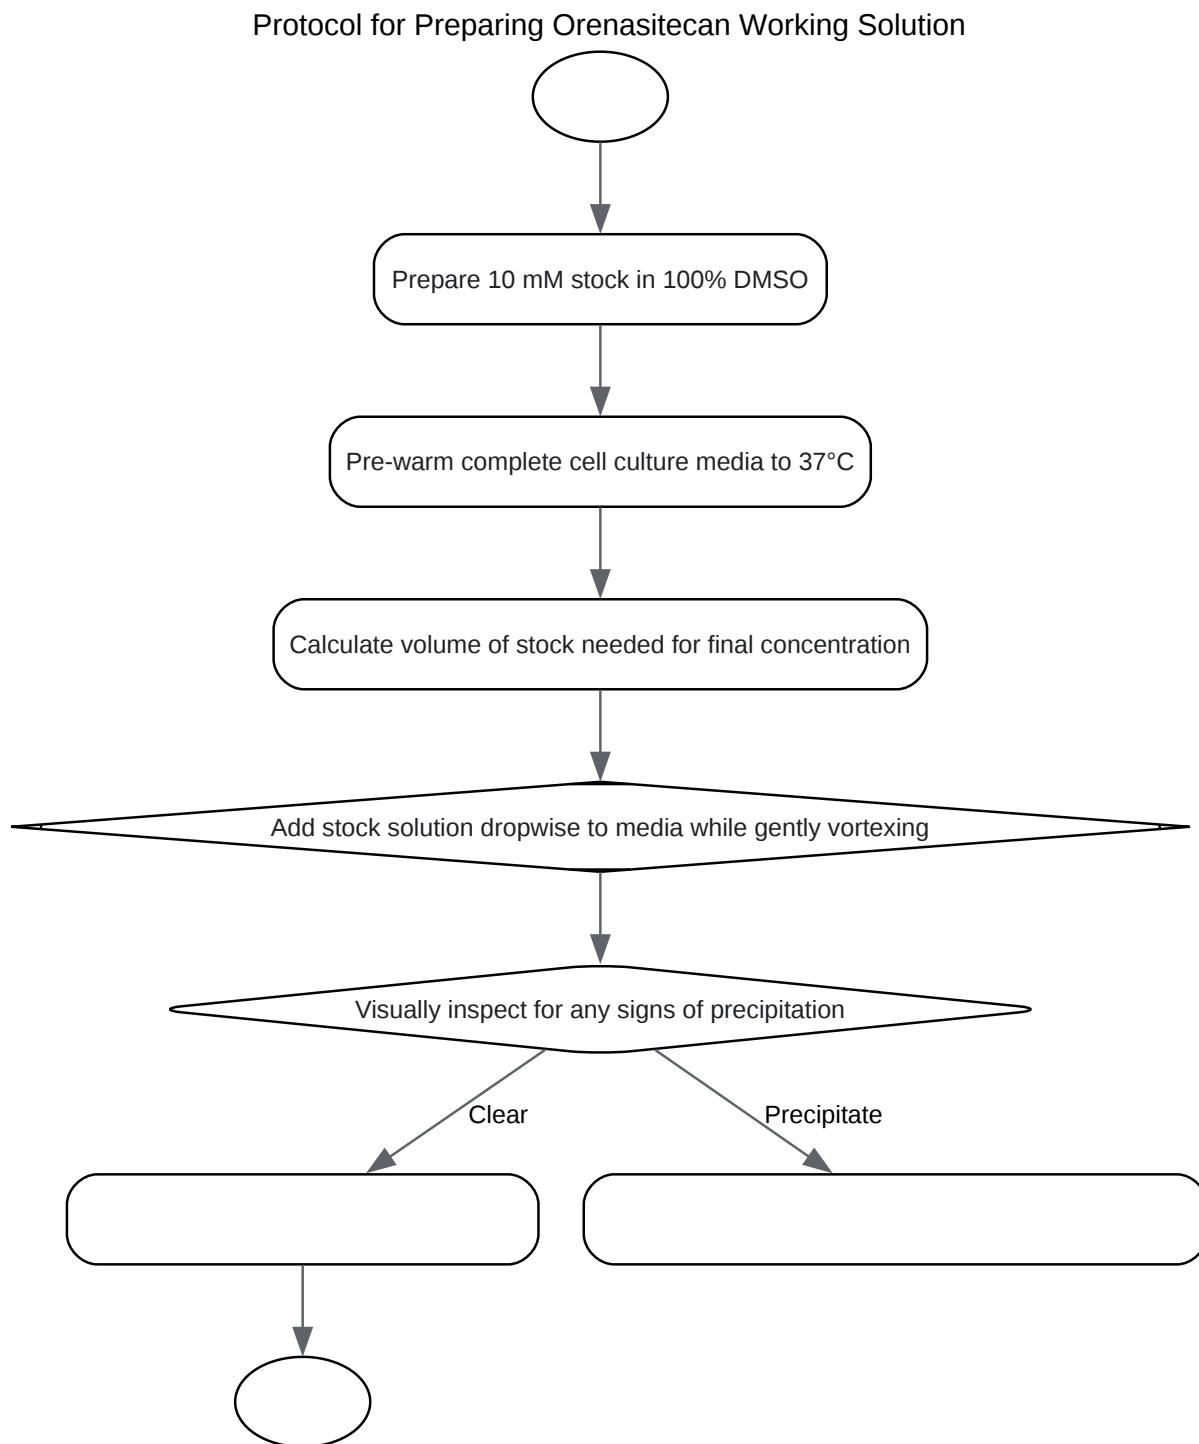 Protocol for Preparing Orenasitecan Working Solution
Prepare 10 mM stock in 100% DMSO
Pre-warm complete cell culture media to 37°C
Calculate volume of stock needed for final concentration
Add stock solution dropwise to media while gently vortexing
Visually inspect for any signs of precipitation
Clear
Precipitate